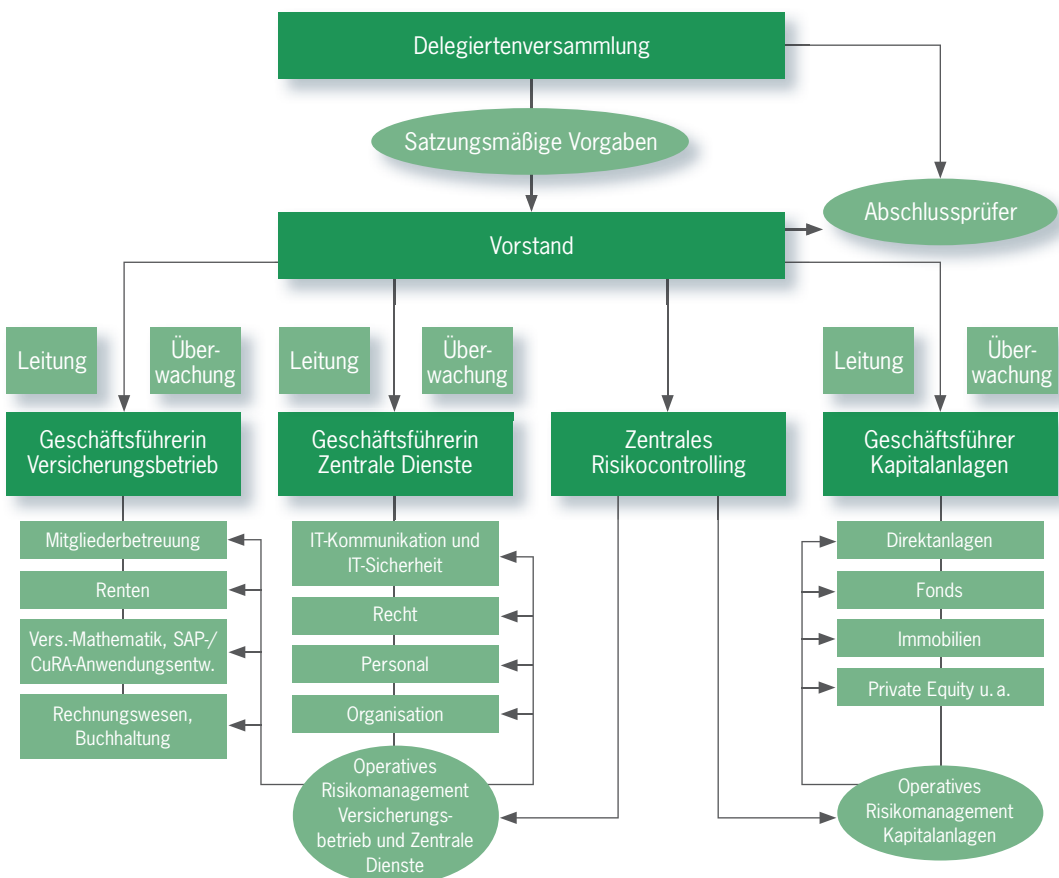 Delegiertenversammlung
Satzungsmäßige Vorgaben
Abschlussprüfer
Vorstand
Leitung
Über-
wachung
Leitung
Über-
wachung
Leitung
Über-
wachung
Geschäftsführerin
Versicherungsbetrieb
Geschäftsführerin
Zentrale Dienste
Zentrales
Risikocontrolling
Geschäftsführer
Kapitalanlagen
Mitgliederbetreuung
Renten
Vers.-Mathematik, SAP-/
CuRA-Anwendungsentw.
Rechnungswesen,
Buchhaltung
IT-Kommunikation und
IT-Sicherheit
Recht
Personal
Organisation
Operatives
Risikomanagement
Versicherungs-
betrieb und Zentrale
Dienste
Direktanlagen
Fonds
Immobilien
Private Equity u. a.
Operatives
Risikomanagement
Kapitalanlagen